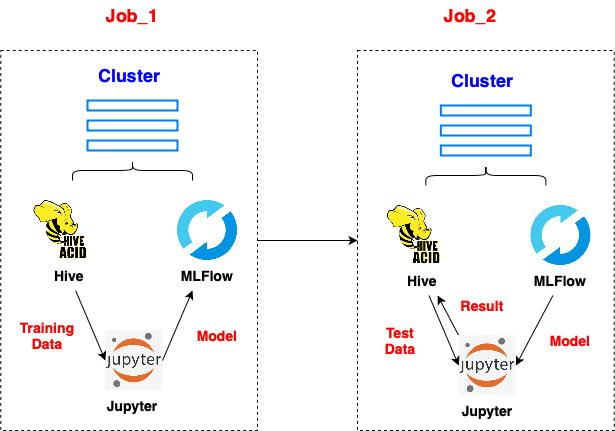 Job_1
Job_2
Cluster
Cluster
HIVE
ACID
HIVE
ACID
Hive
MLFlow
Hive
MLFlow
Training
Data
Model
Result
Test
Data
Model
jupyter
jupyter
Jupyter
Jupyter